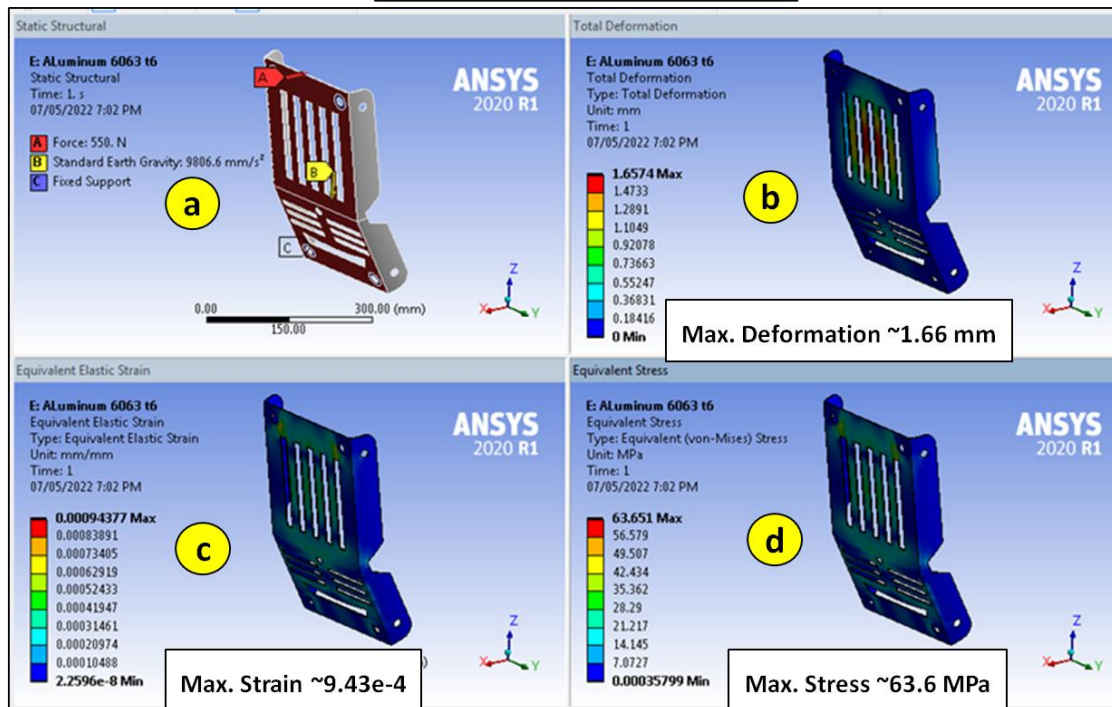 Static Structural
E: ALuminum 6063 t6
Static Structural
Time: 1. s
07/05/2022 7:02 PM
A Force: 550. N
B Standard Earth Gravity: 9806.6 mm/s²
C Fixed Support
A
B
C
ANSYS
2020 R1
a
0.00
300.00 (mm)
150.00
Z
X
Y
Total Deformation
E: ALuminum 6063 t6
Total Deformation
Type: Total Deformation
Unit: mm
Time: 1
07/05/2022 7:02 PM
ANSYS
2020 R1
1.6574 Max
1.4733
1.2891
1.1049
0.92078
0.73663
0.55247
0.36831
0.18416
0 Min
b
Z
X
Y
Max. Deformation ~1.66 mm
Equivalent Elastic Strain
E: ALuminum 6063 t6
Equivalent Elastic Strain
Type: Equivalent Elastic Strain
Unit: mm/mm
Time: 1
07/05/2022 7:02 PM
ANSYS
2020 R1
0.00094377 Max
0.00083891
0.00073405
0.00062919
0.00052433
0.00041947
0.00031461
0.00020974
0.00010488
2.2596e-8 Min
c
Z
X
Y
)
Max. Strain ~9.43e-4
Equivalent Stress
E: ALuminum 6063 t6
Equivalent Stress
Type: Equivalent (von-Mises) Stress
Unit: MPa
Time: 1
07/05/2022 7:02 PM
ANSYS
2020 R1
63.651 Max
56.579
49.507
42.434
35.362
28.29
21.217
14.145
7.0727
0.00035799 Min
d
Z
X
Y
Max. Stress ~63.6 MPa